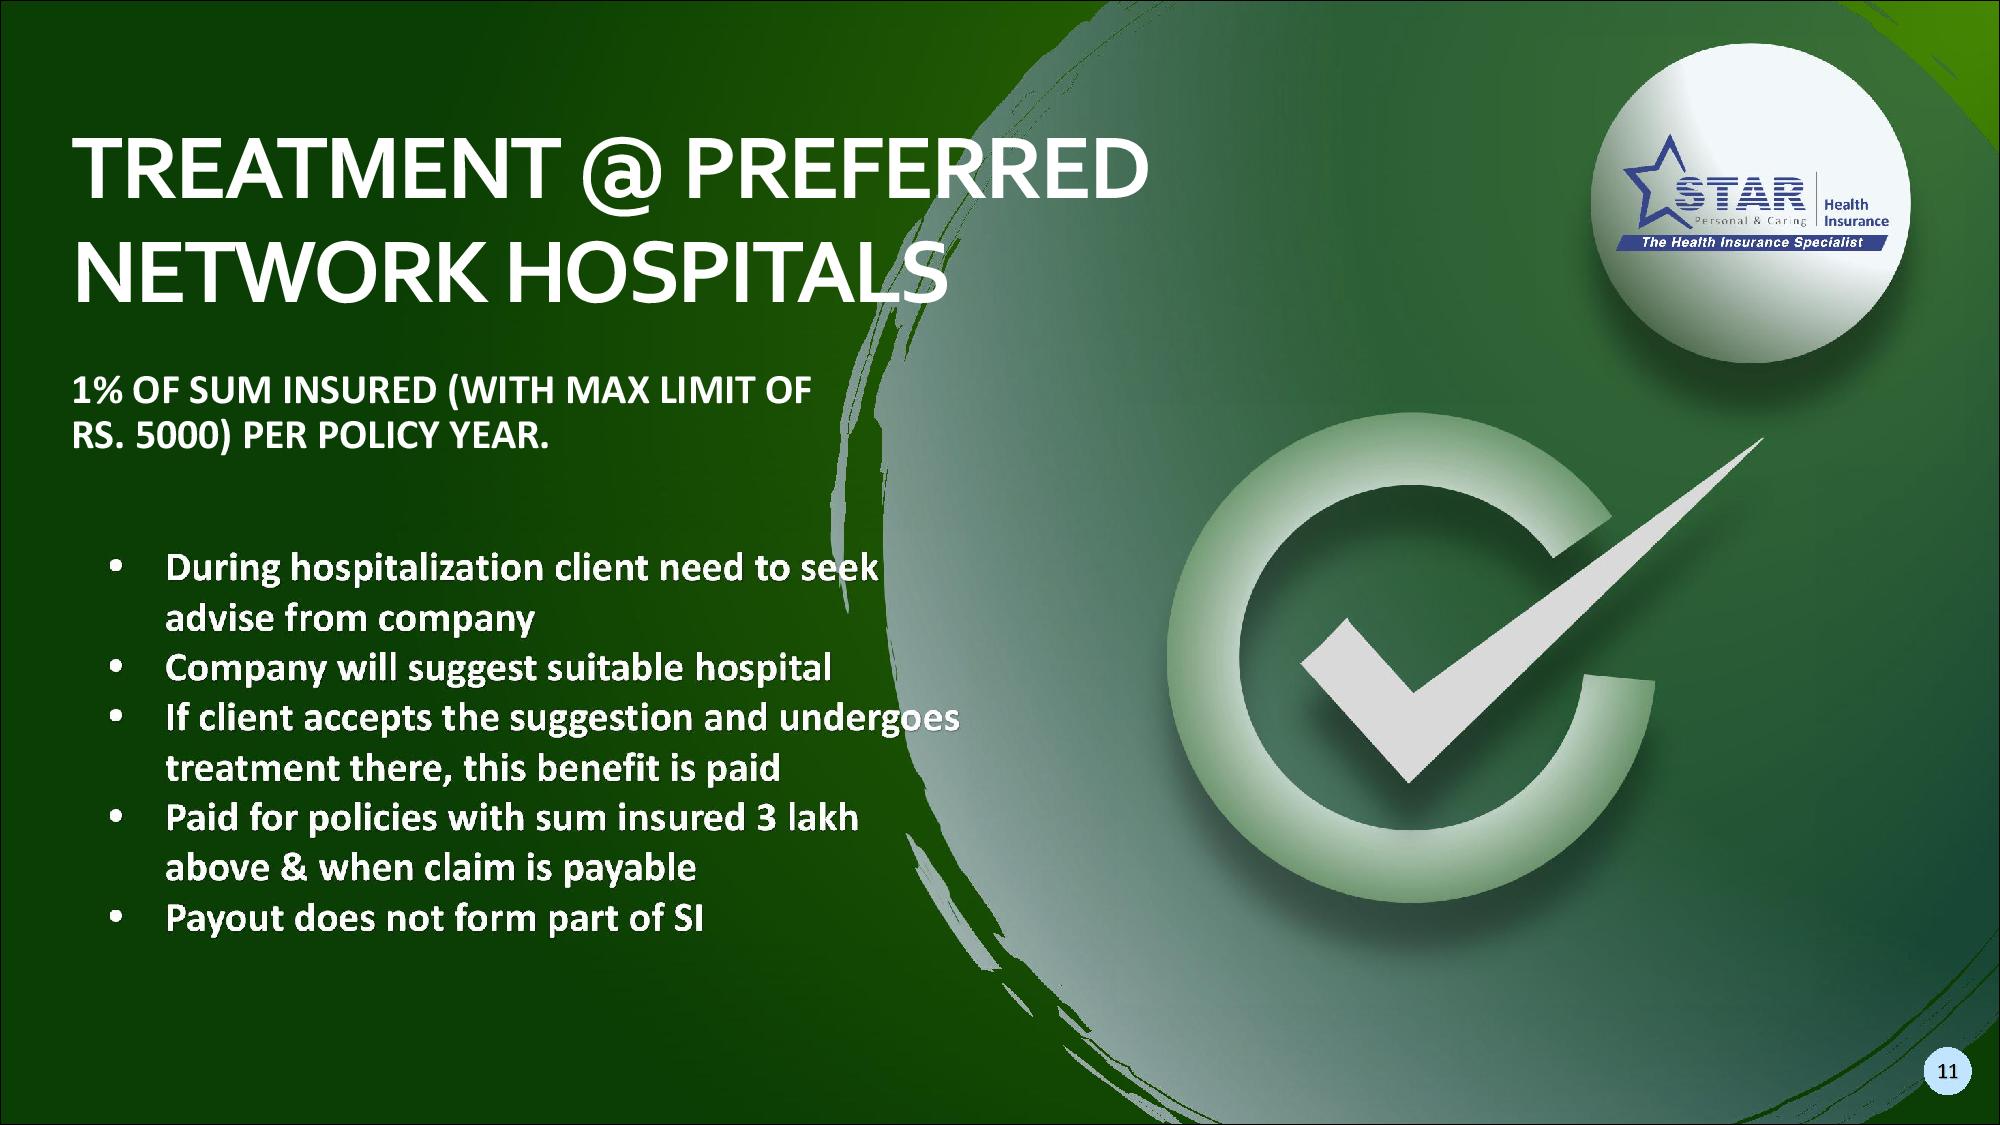 TREATMENT @ PREFERRED
NETWORK HOSPITALS
STAR
Personal & Caring
Health
Insurance
The Health Insurance Specialist
1% OF SUM INSURED (WITH MAX LIMIT OF
RS. 5000) PER POLICY YEAR.
• During hospitalization client need to seek
advise from company
• Company will suggest suitable hospital
• If client accepts the suggestion and undergoes
treatment there, this benefit is paid
• Paid for policies with sum insured 3 lakh
above & when claim is payable
• Payout does not form part of SI
11